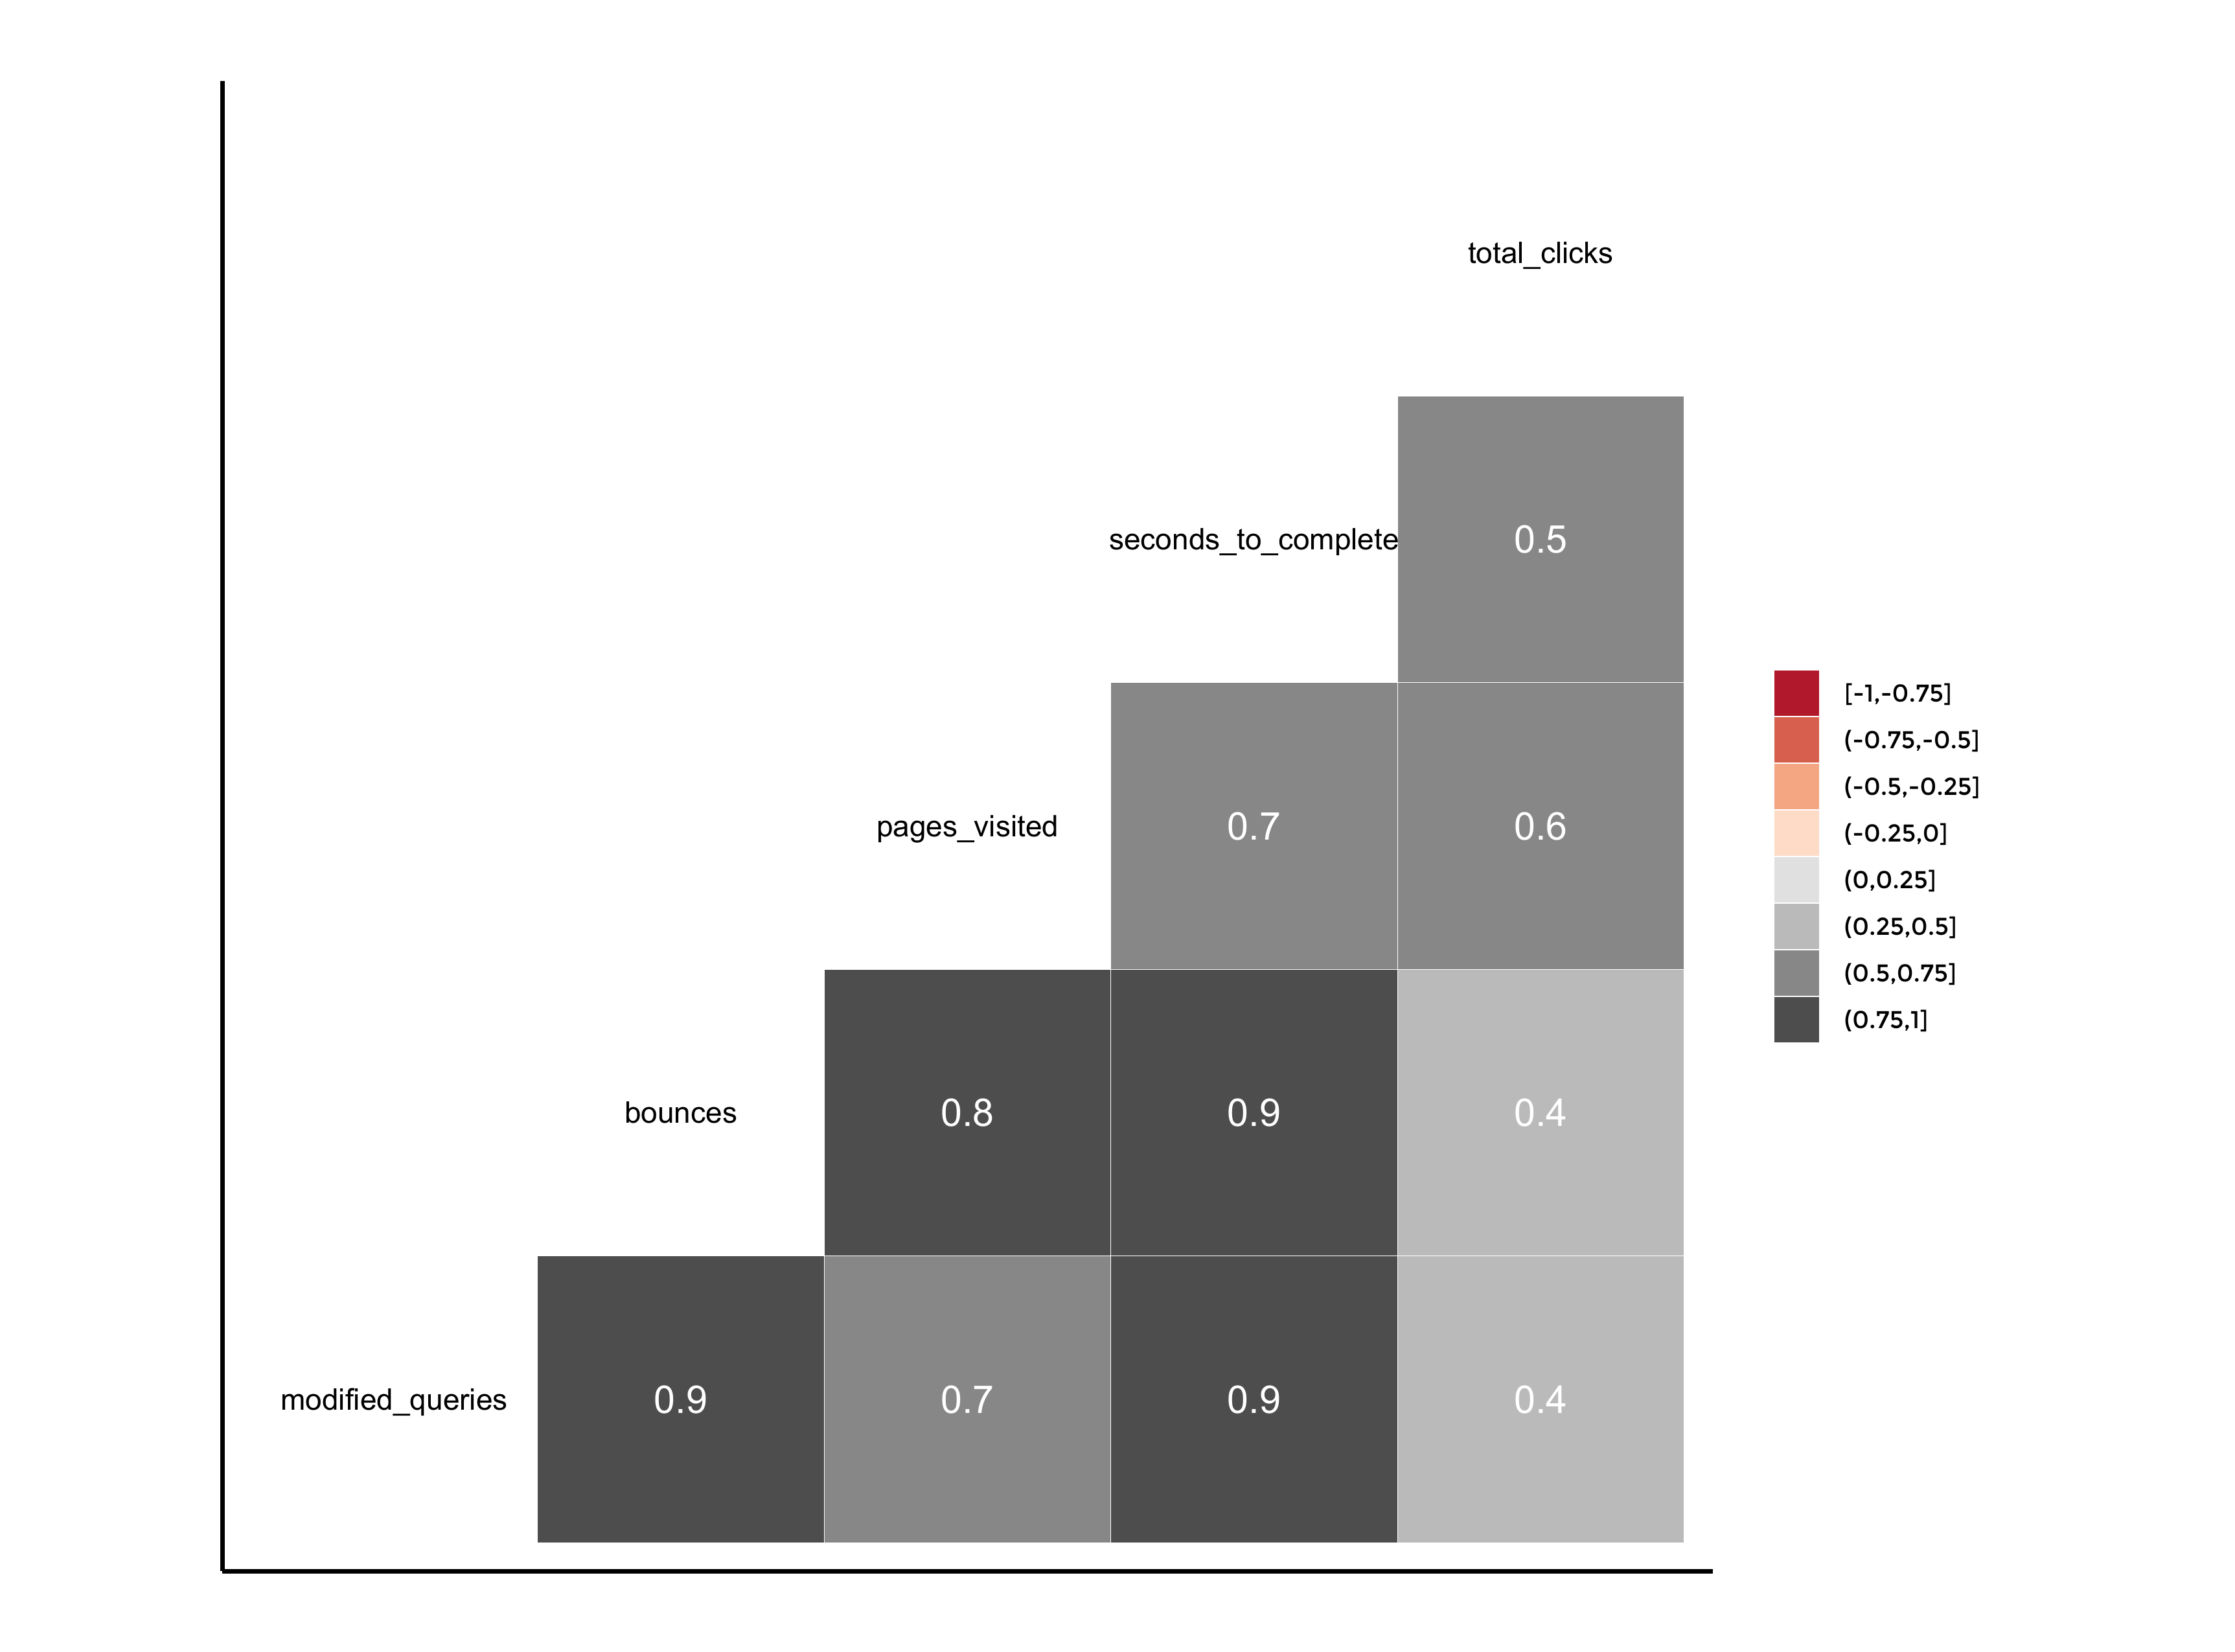 total_clicks
seconds_to_complete 0.5
pages_visited 0.7 0.6
bounces 0.8 0.9 0.4
modified_queries 0.9 0.7 0.9 0.4
[-1,-0.75]
(-0.75,-0.5]
(-0.5,-0.25]
(-0.25,0]
(0,0.25]
(0.25,0.5]
(0.5,0.75]
(0.75,1]